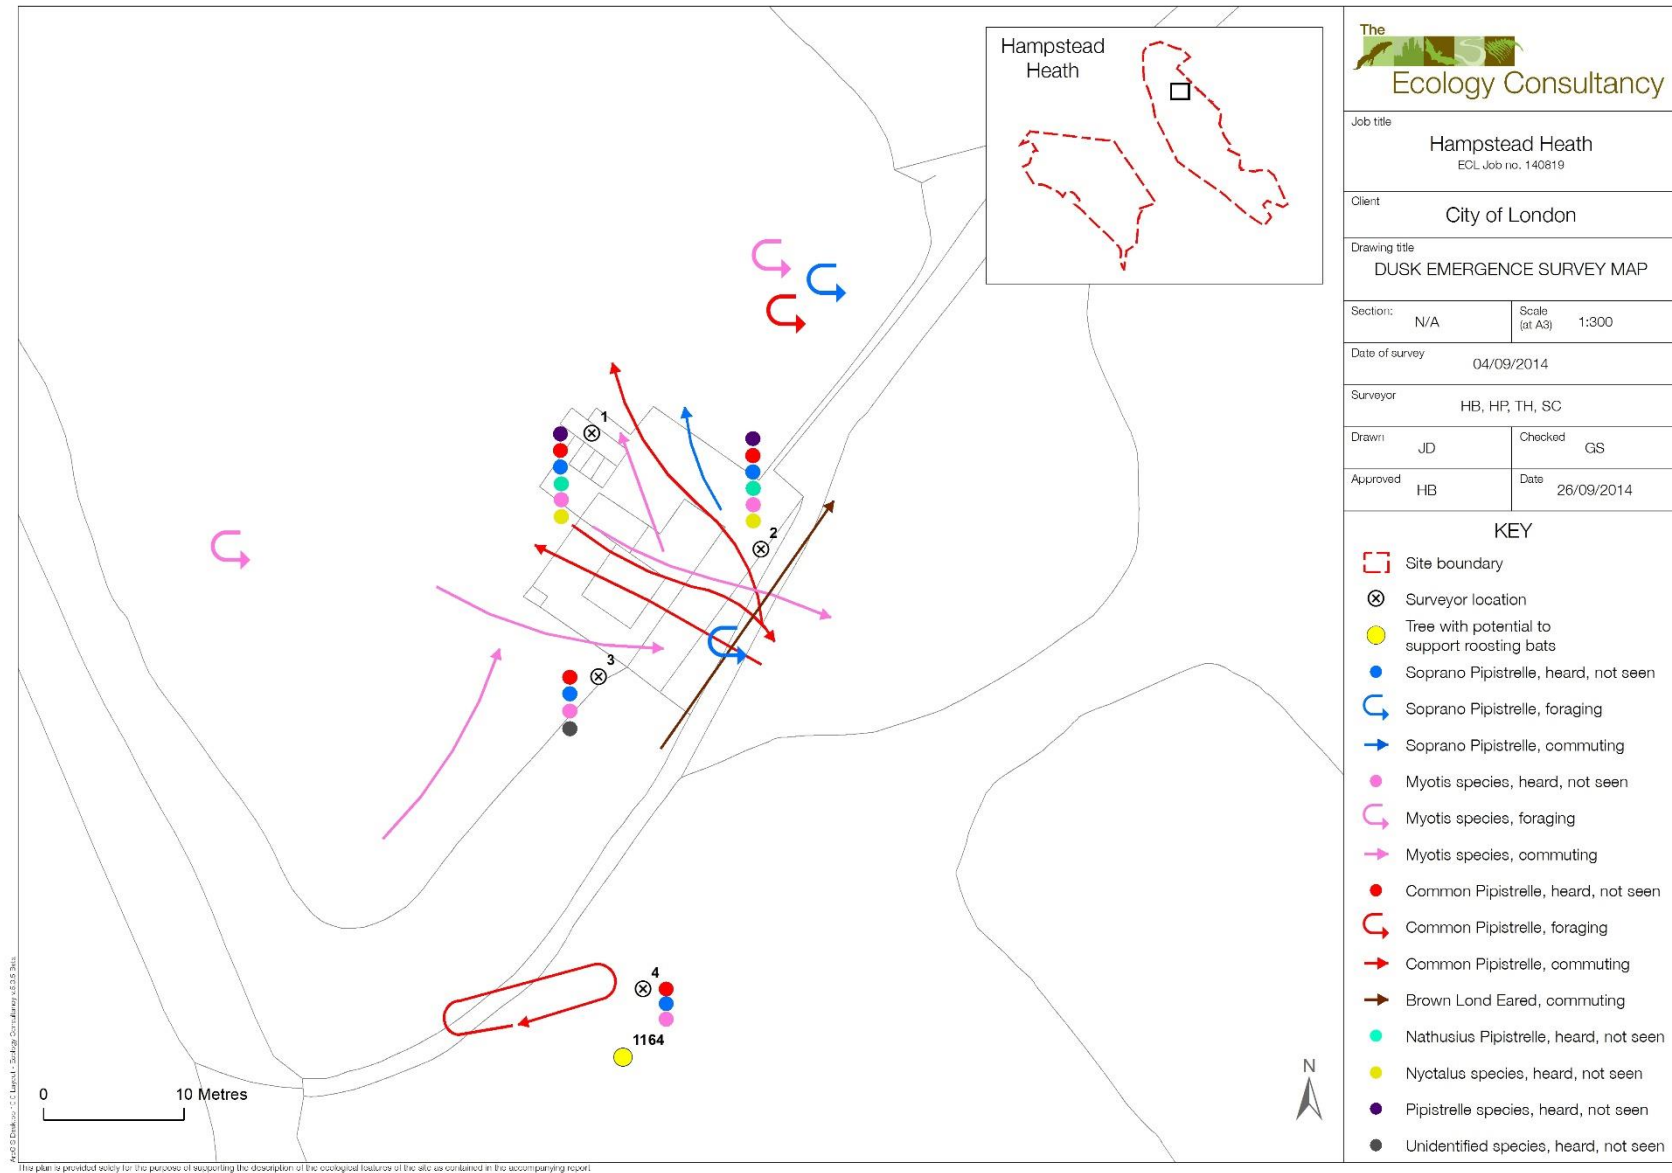 Hampstead
Heath
1
2
3
4
1164
0 10 Metres
N
This plan is provided solely for the purpose of supporting the description of the ecological features of the site as contained in the accompanying report
The
Ecology Consultancy
Job title
Hampstead Heath
ECL Job no. 140819
Client
City of London
Drawing title
DUSK EMERGENCE SURVEY MAP
Section: N/A
Scale (at A3) 1:300
Date of survey
04/09/2014
Surveyor
HB, HP, TH, SC
Drawn JD
Checked GS
Approved HB
Date 26/09/2014
KEY
Site boundary
Surveyor location
Tree with potential to
support roosting bats
Soprano Pipistrelle, heard, not seen
Soprano Pipistrelle, foraging
Soprano Pipistrelle, commuting
Myotis species, heard, not seen
Myotis species, foraging
Myotis species, commuting
Common Pipistrelle, heard, not seen
Common Pipistrelle, foraging
Common Pipistrelle, commuting
Brown Lond Eared, commuting
Nathusius Pipistrelle, heard, not seen
Nyctalus species, heard, not seen
Pipistrelle species, heard, not seen
Unidentified species, heard, not seen